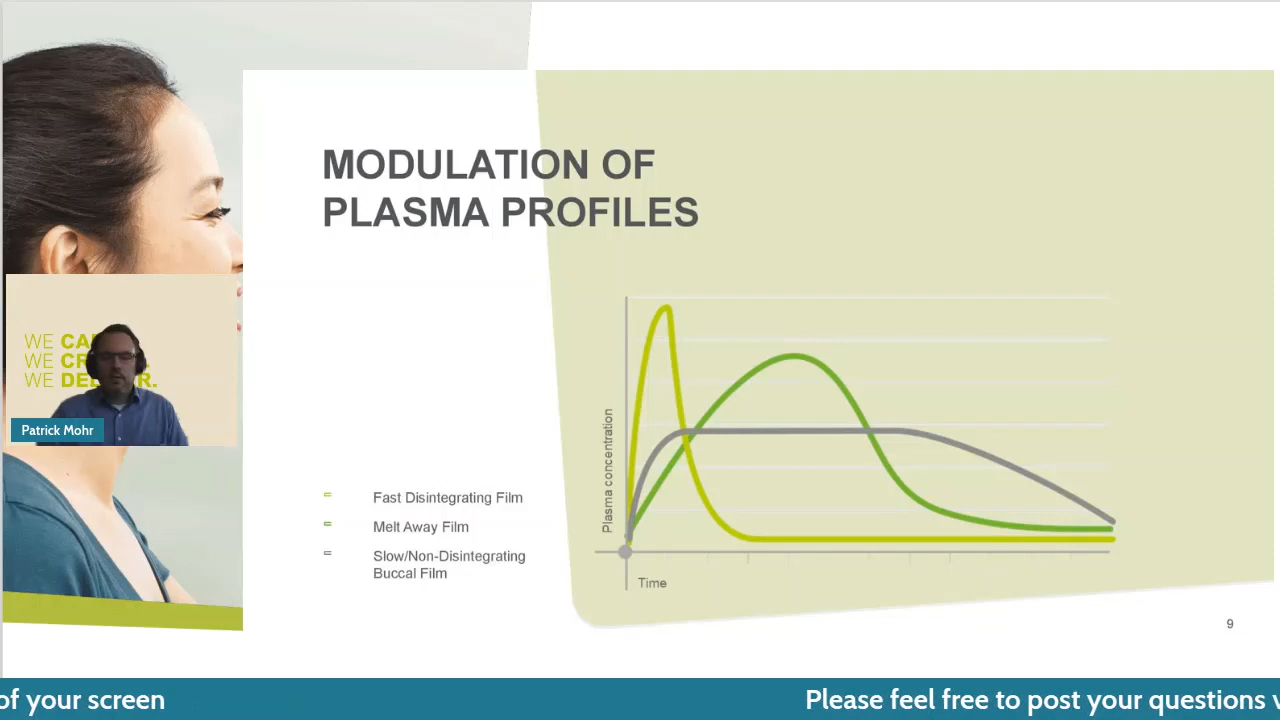 MODULATION OF
PLASMA PROFILES
WE CA
WE CR
WE DEL R.
Patrick Mohr
= Fast Disintegrating Film
= Melt Away Film
= Slow/Non-Disintegrating
Buccal Film
Plasma concentration
Time
9
of your screen
Please feel free to post your questions